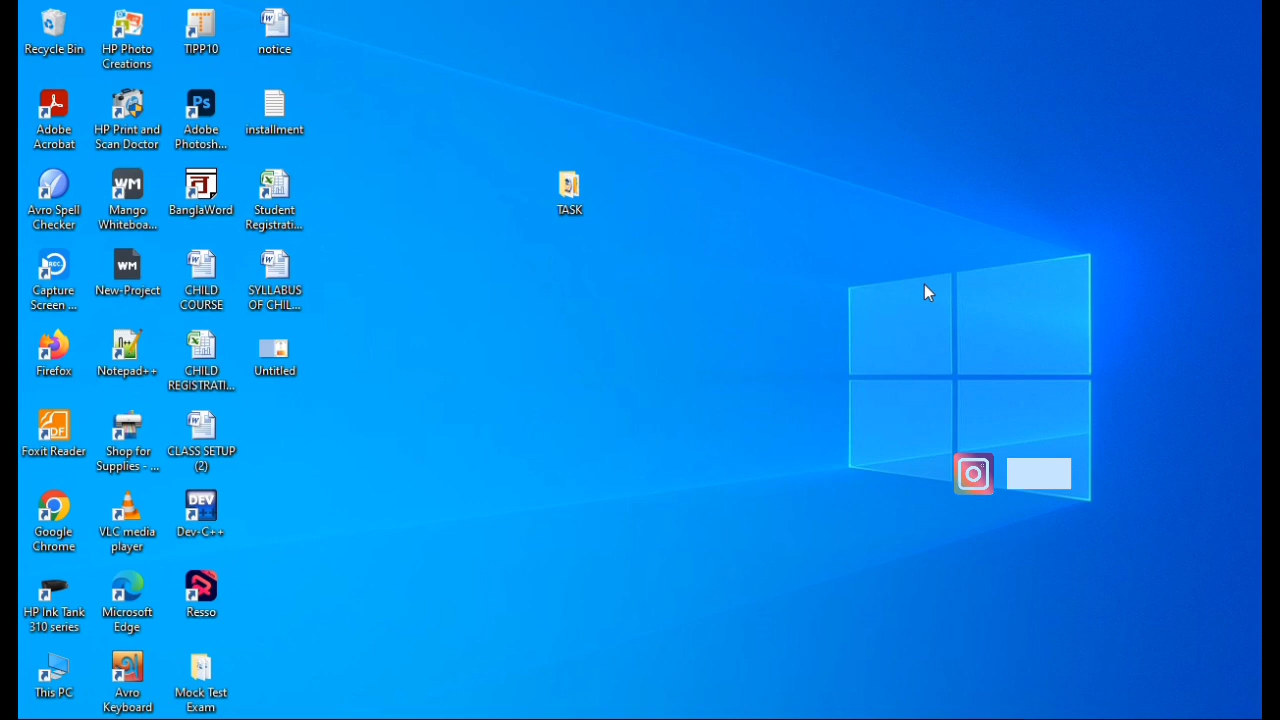 Recycle Bin
HP Photo
Creations
TIPP10
notice
Adobe
Acrobat
HP Print and
Scan Doctor
Adobe
Photosh...
installment
Avro Spell
Checker
Mango
Whiteboa...
BanglaWord
Student
Registrati...
TASK
Capture
Screen ...
New-Project
CHILD
COURSE
SYLLABUS
OF CHIL...
Firefox
Notepad++
CHILD
REGISTRATI...
Untitled
Foxit Reader
Shop for
Supplies - ...
CLASS SETUP
(2)
Google
Chrome
VLC media
player
Dev-C++
HP Ink Tank
310 series
Microsoft
Edge
Resso
This PC
Avro
Keyboard
Mock Test
Exam